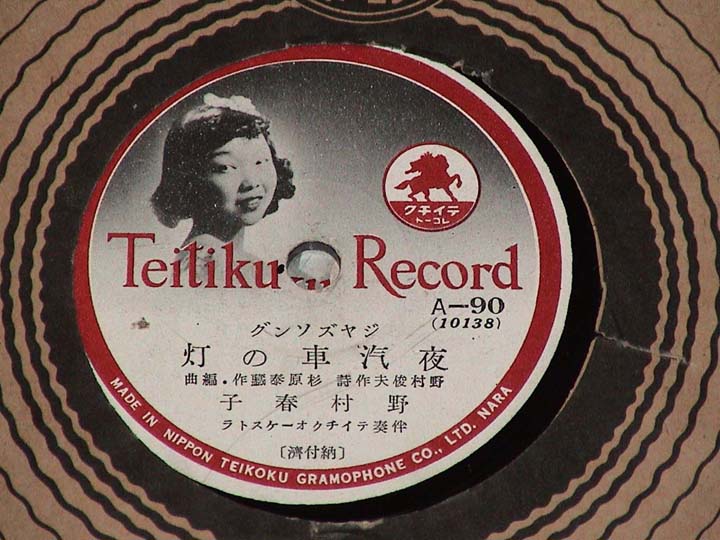 テイチク
レコード
Teitiku Record
A-90
(10138)
ジヤズソング
夜汽車の灯
野村俊夫作詩 杉原泰藏作・編曲
野村春子
伴奏テイチクオーケストラ
〔納付濟〕
MADE IN NIPPON TEIKOKU GRAMOPHONE CO., LTD. NARA